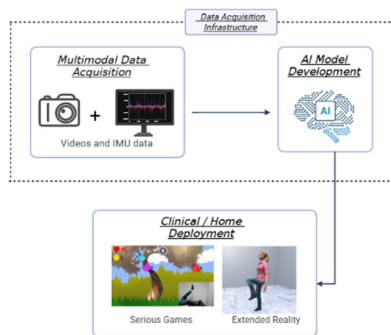 Data Acquisition
Infrastructure
Multimodal Data
Acquisition
+
Videos and IMU data
AI Model
Development
AI
Clinical / Home
Deployment
Serious Games
Extended Reality